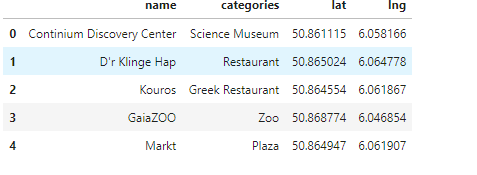 name categories lat lng
0 Continium Discovery Center Science Museum 50.861115 6.058166
1 D'r Klinge Hap Restaurant 50.865024 6.064778
2 Kouros Greek Restaurant 50.864554 6.061867
3 GaiaZOO Zoo 50.868774 6.046854
4 Markt Plaza 50.864947 6.061907